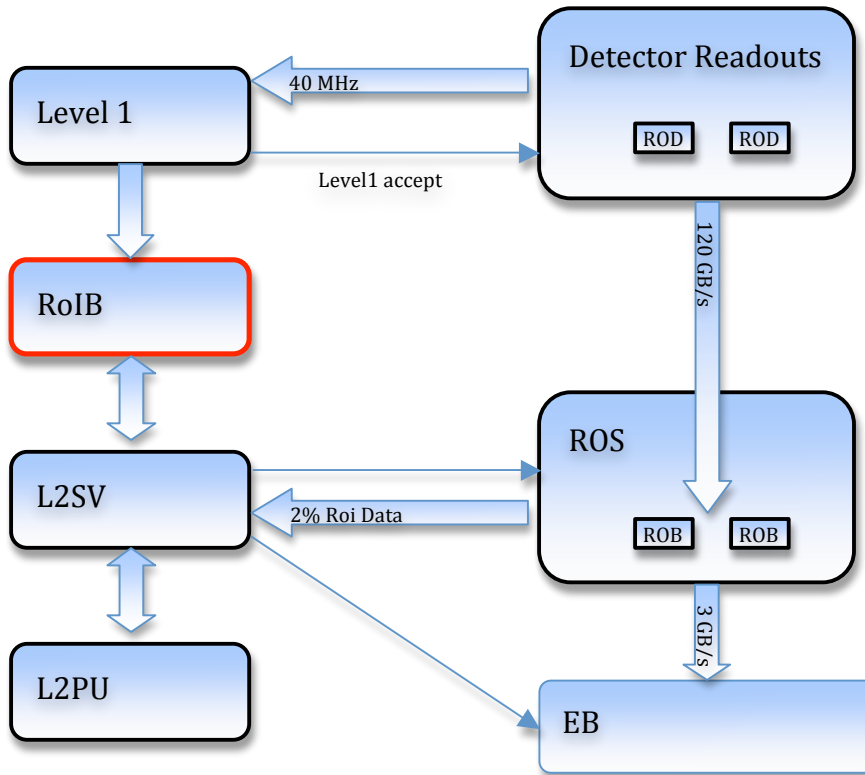 Detector Readouts
40 MHz
Level 1
ROD ROD
Level1 accept
120 GB/s
RoIB
ROS
L2SV
2% Roi Data
ROB ROB
3 GB/s
L2PU
EB